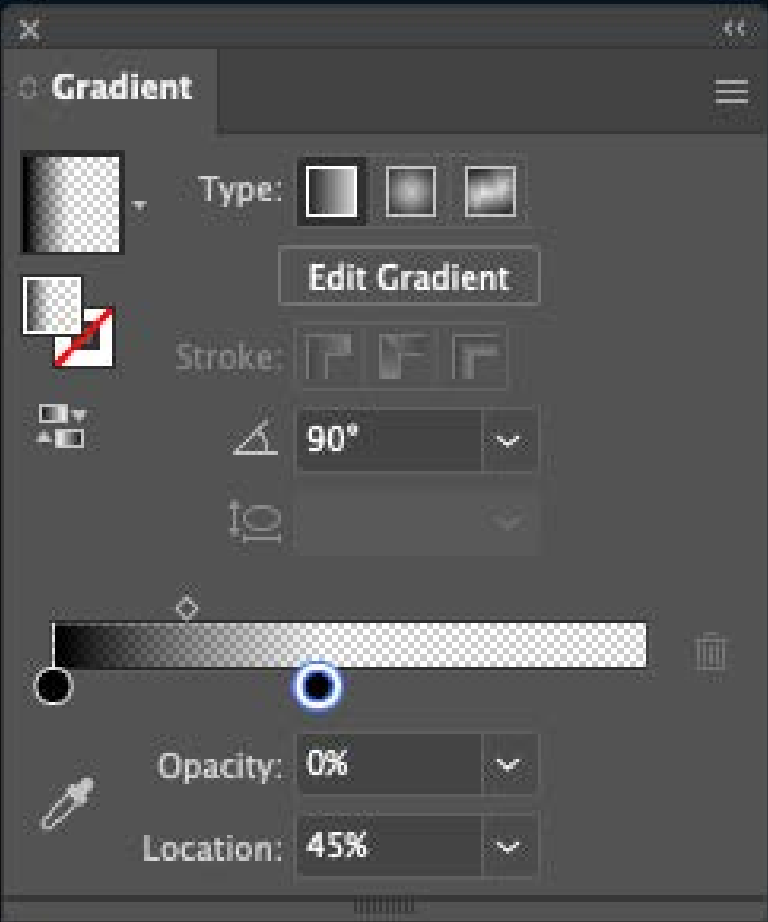 Gradient
Type:
Edit Gradient
Stroke:
90°
Opacity: 0%
Location: 45%